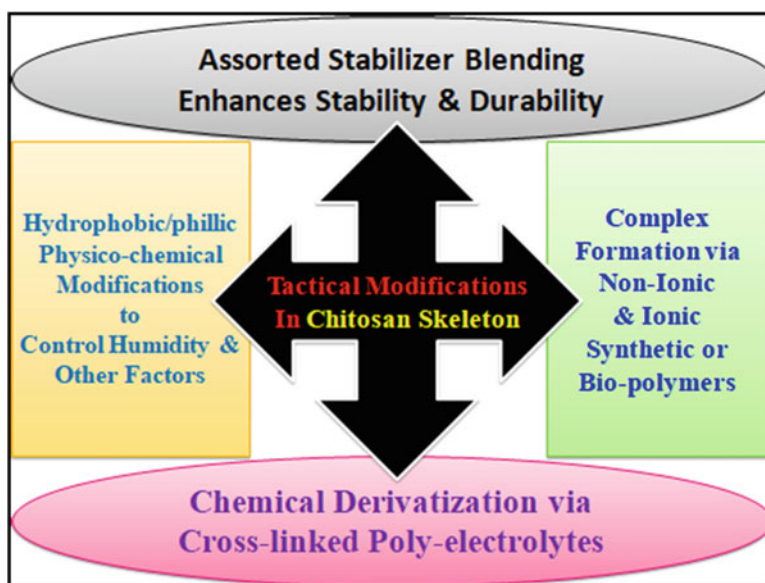 Assorted Stabilizer Blending
Enhances Stability & Durability
Hydrophobic/phillic
Physico-chemical
Modifications
to
Control Humidity &
Other Factors
Tactical Modifications
In Chitosan Skeleton
Complex
Formation via
Non-Ionic
& Ionic
Synthetic or
Bio-polymers
Chemical Derivatization via
Cross-linked Poly-electrolytes